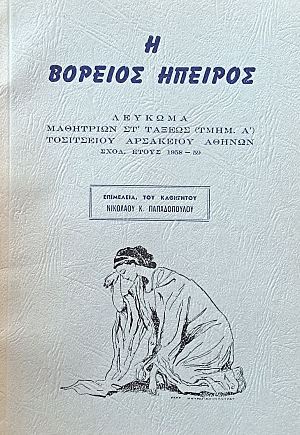 Η
ΒΟΡΕΙΟΣ ΗΠΕΙΡΟΣ
ΛΕΥΚΩΜΑ
ΜΑΘΗΤΡΙΩΝ ΣΤ' ΤΑΞΕΩΣ (ΤΜΗΜ. Α')
ΤΟΣΙΤΣΕΙΟΥ ΑΡΣΑΚΕΙΟΥ ΑΘΗΝΩΝ
ΣΧΟΛ. ΕΤΟΥΣ 1958 - 59
ΕΠΙΜΕΛΕΙΑ, ΤΟΥ ΚΑΘΗΓΗΤΟΥ
ΝΙΚΟΛΑΟΥ Κ. ΠΑΠΑΔΟΠΟΥΛΟΥ